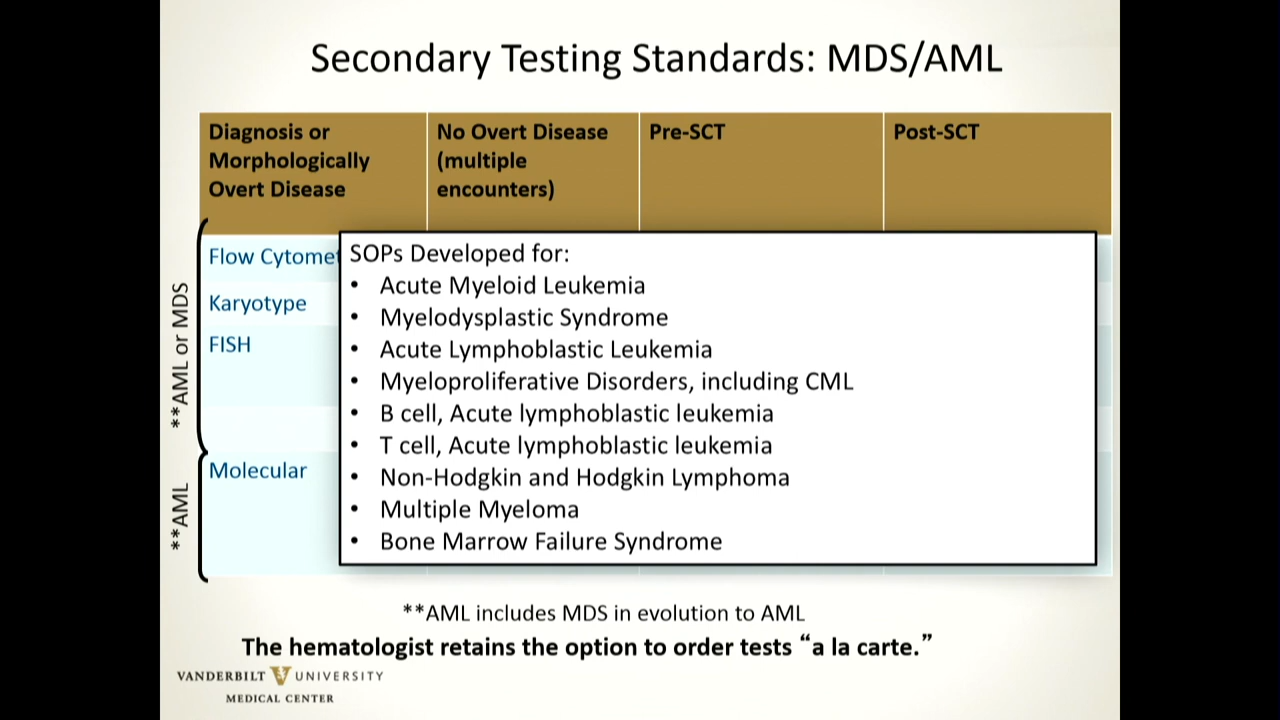 Secondary Testing Standards: MDS/AML
Diagnosis or
Morphologically
Overt Disease
No Overt Disease
(multiple
encounters)
Pre-SCT
Post-SCT
**AML or MDS
Flow Cytome
Karyotype
FISH
**AML
Molecular
SOPs Developed for:
• Acute Myeloid Leukemia
• Myelodysplastic Syndrome
• Acute Lymphoblastic Leukemia
• Myeloproliferative Disorders, including CML
• B cell, Acute lymphoblastic leukemia
• T cell, Acute lymphoblastic leukemia
• Non-Hodgkin and Hodgkin Lymphoma
• Multiple Myeloma
• Bone Marrow Failure Syndrome
**AML includes MDS in evolution to AML
The hematologist retains the option to order tests “a la carte.”
VANDERBILT UNIVERSITY
MEDICAL CENTER